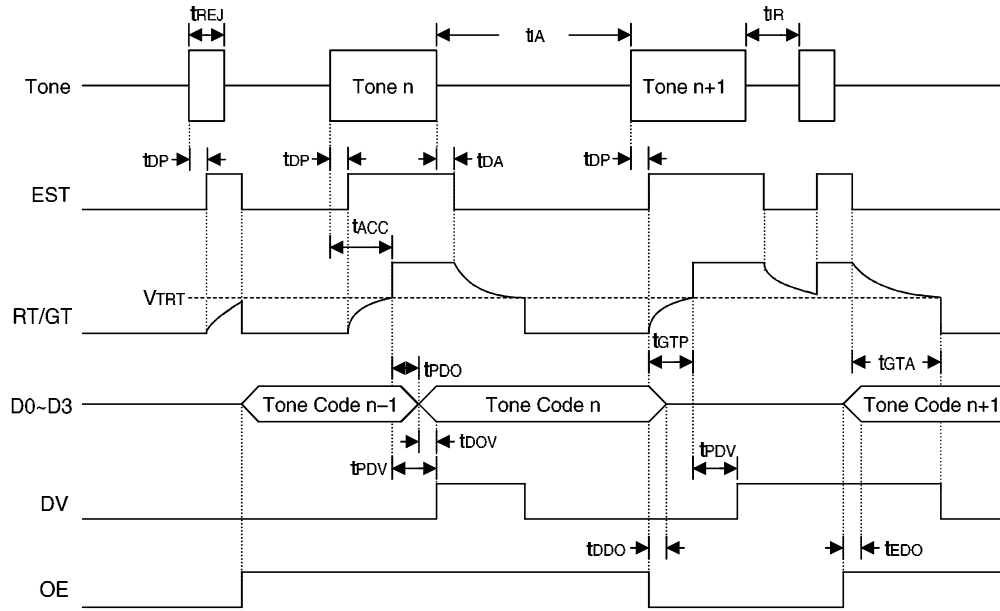 tREJ
tIA
tIR
Tone
Tone n
Tone n+1
tDP
tDP
tDA
tDP
EST
tACC
VTRT
RT/GT
tGTP
tGTA
tPDO
D0~D3
Tone Code n–1
Tone Code n
Tone Code n+1
tDOV
tPDV
tPDV
DV
tDDO
tEDO
OE